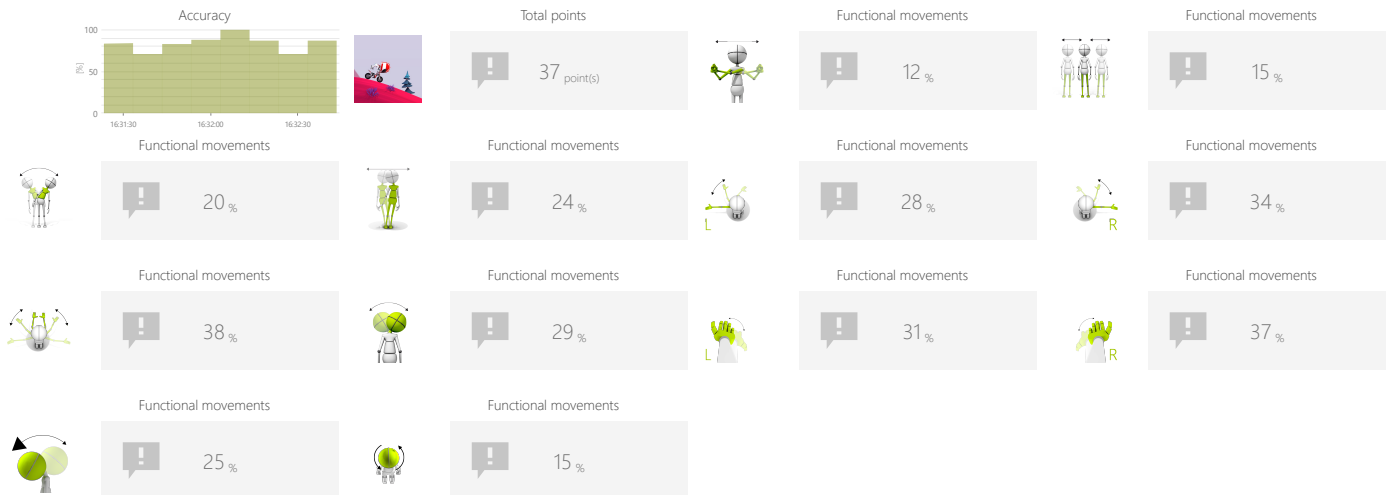 Accuracy
Total points
Functional movements
Functional movements
100
[%]
50
0
16:31:30
16:32:00
16:32:30
37 point(s)
12 %
15 %
Functional movements
Functional movements
Functional movements
Functional movements
20 %
24 %
L
28 %
R
34 %
Functional movements
Functional movements
Functional movements
Functional movements
38 %
29 %
L
31 %
R
37 %
Functional movements
Functional movements
25 %
15 %